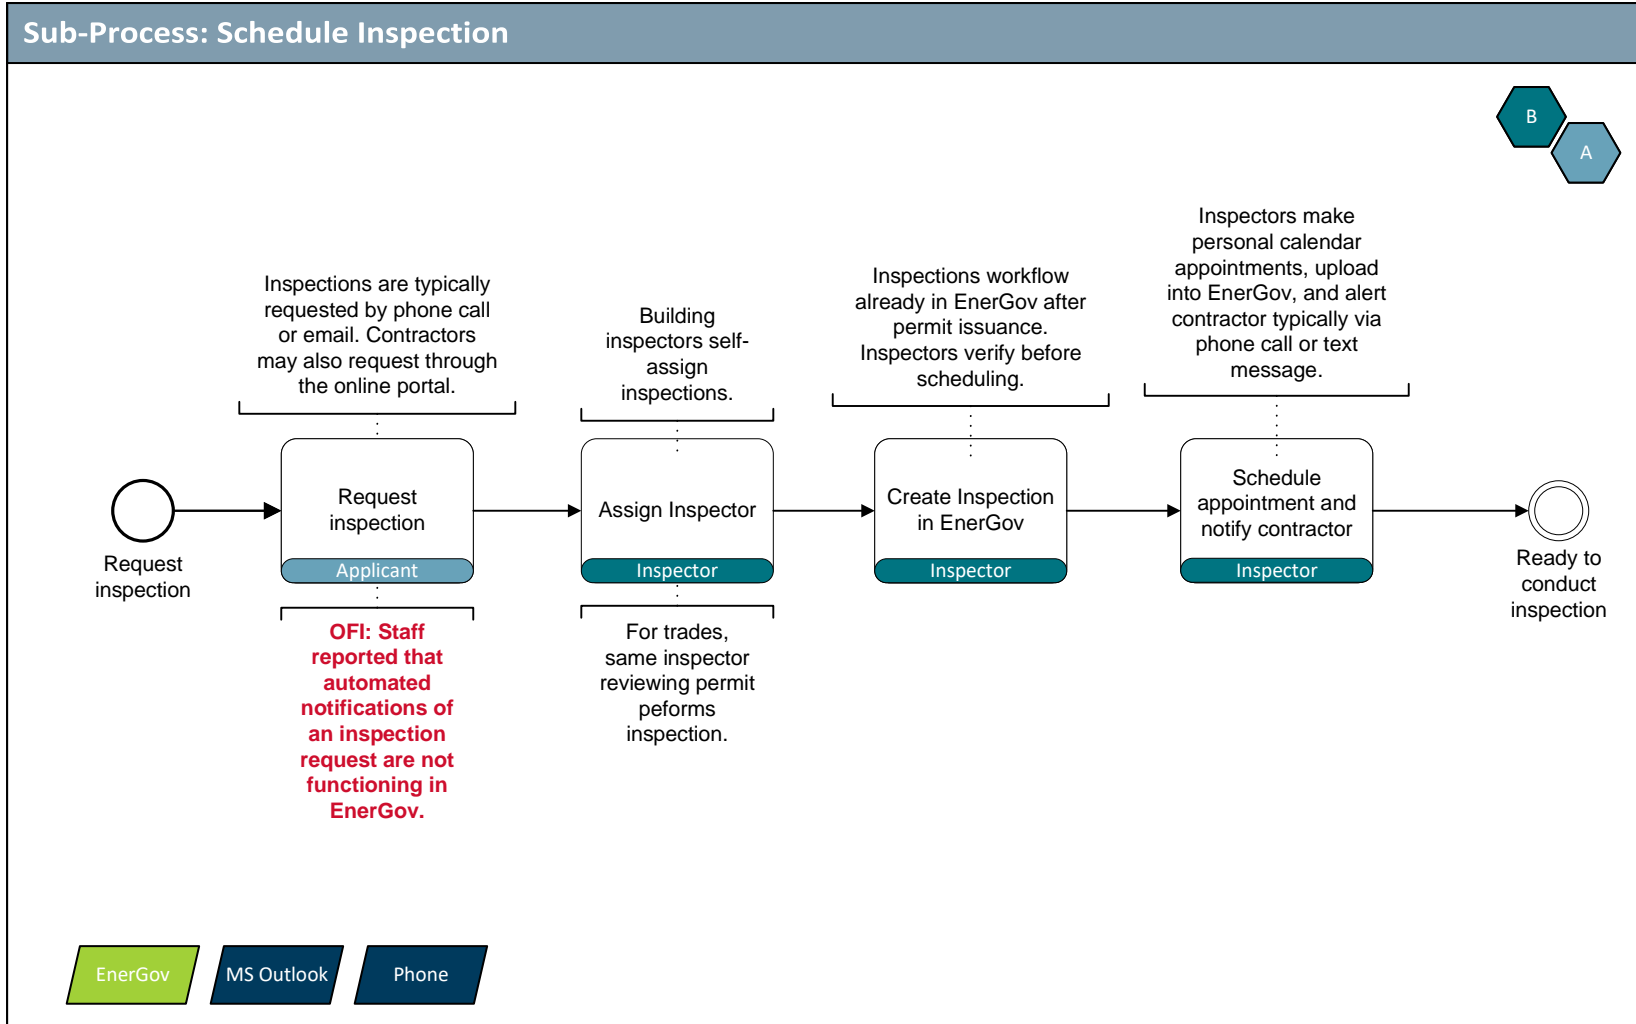 Sub-Process: Schedule Inspection
B
A
Inspections are typically
requested by phone call
or email. Contractors
may also request through
the online portal.
Building
inspectors self-
assign
inspections.
Inspections workflow
already in EnerGov after
permit issuance.
Inspectors verify before
scheduling.
Inspectors make
personal calendar
appointments, upload
into EnerGov, and alert
contractor typically via
phone call or text
message.
Request
inspection
Request
inspection
Applicant
Assign Inspector
Inspector
Create Inspection
in EnerGov
Inspector
Schedule
appointment and
notify contractor
Inspector
Ready to
conduct
inspection
OFI: Staff
reported that
automated
notifications of
an inspection
request are not
functioning in
EnerGov.
For trades,
same inspector
reviewing permit
peforms
inspection.
EnerGov
MS Outlook
Phone